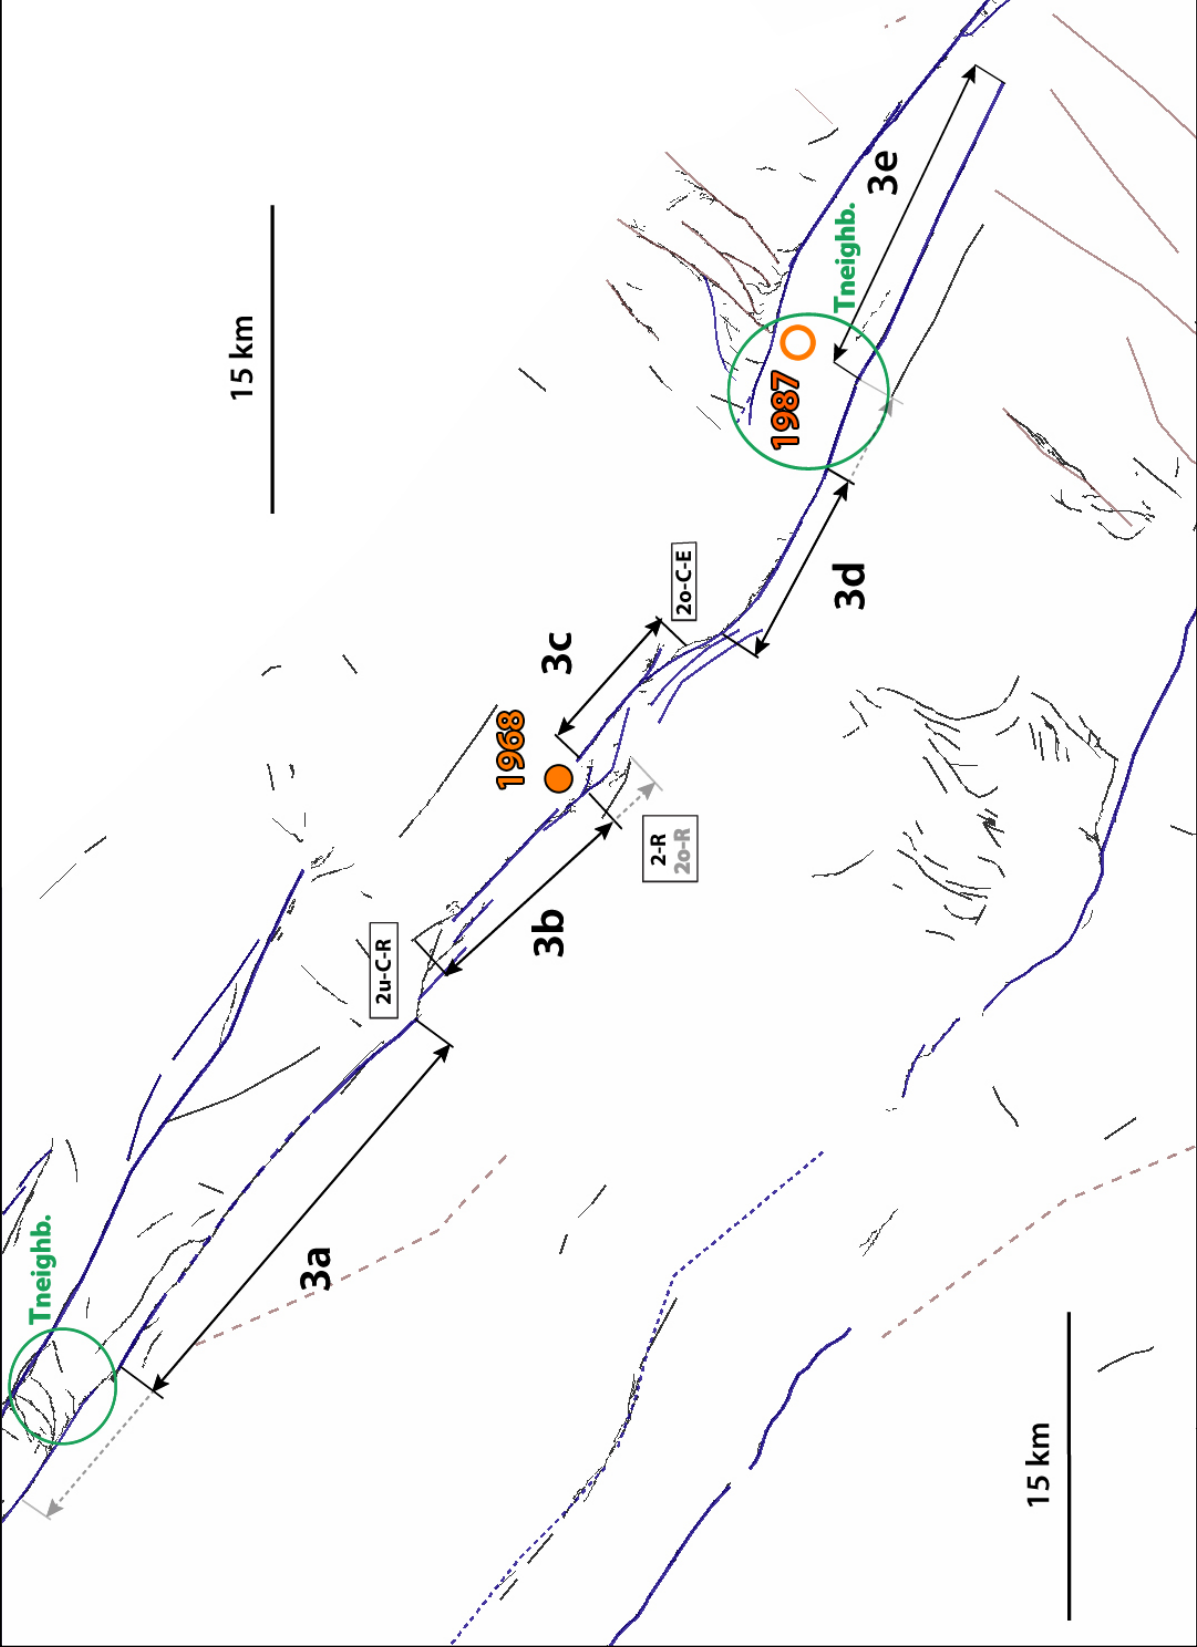 15 km
3e
Tneighb.
1987
3d
2o-C-E
3c
1968
2-R
2o-R
3b
2u-C-R
3a
Tneighb.
15 km